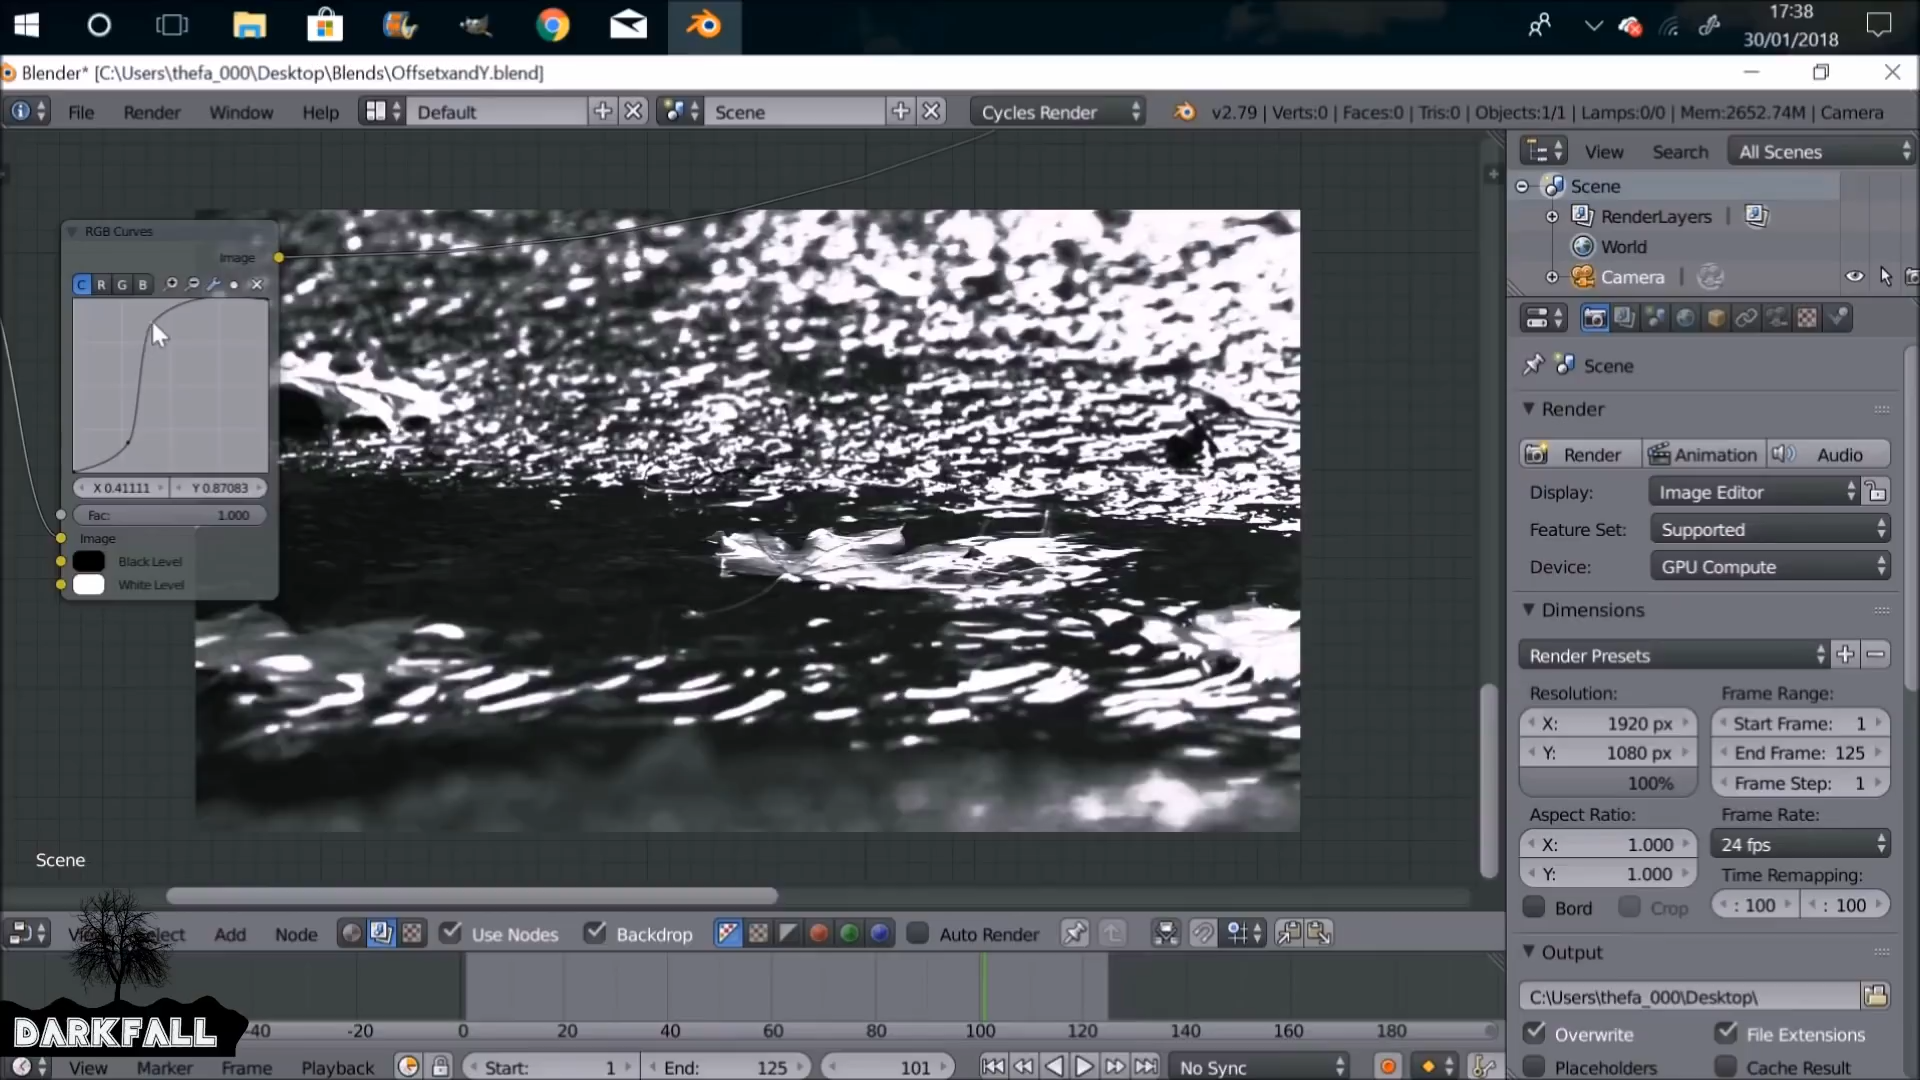 17:38
30/01/2018
Blender* [C:\Users\thefa_000\Desktop\Blends\OffsetxandY.blend]
File Render Window Help Default Scene Cycles Render v2.79 | Verts:0 | Faces:0 | Tris:0 | Objects:1/1 | Lamps:0/0 | Mem:2652.74M | Camera
View Search All Scenes
Scene
RenderLayers
World
Camera
RGB Curves
Image
C R G B
X 0.41111 Y 0.87083
Fac: 1.000
Image
Black Level
White Level
Scene
Render
Render Animation Audio
Display: Image Editor
Feature Set: Supported
Device: GPU Compute
Dimensions
Render Presets
Resolution: Frame Range:
X: 1920 px Start Frame: 1
Y: 1080 px End Frame: 125
100% Frame Step: 1
Aspect Ratio: Frame Rate:
X: 1.000 24 fps
Y: 1.000 Time Remapping:
Bord Crop : 100 : 100
Output
C:\Users\thefa_000\Desktop\
Overwrite File Extensions
Placeholders Cache Result
Scene
Add Node Use Nodes Backdrop Auto Render
DARKFALL
-40 -20 0 20 40 60 80 100 120 140 160 180
View Marker Frame Playback Start: 1 End: 125 101 No Sync